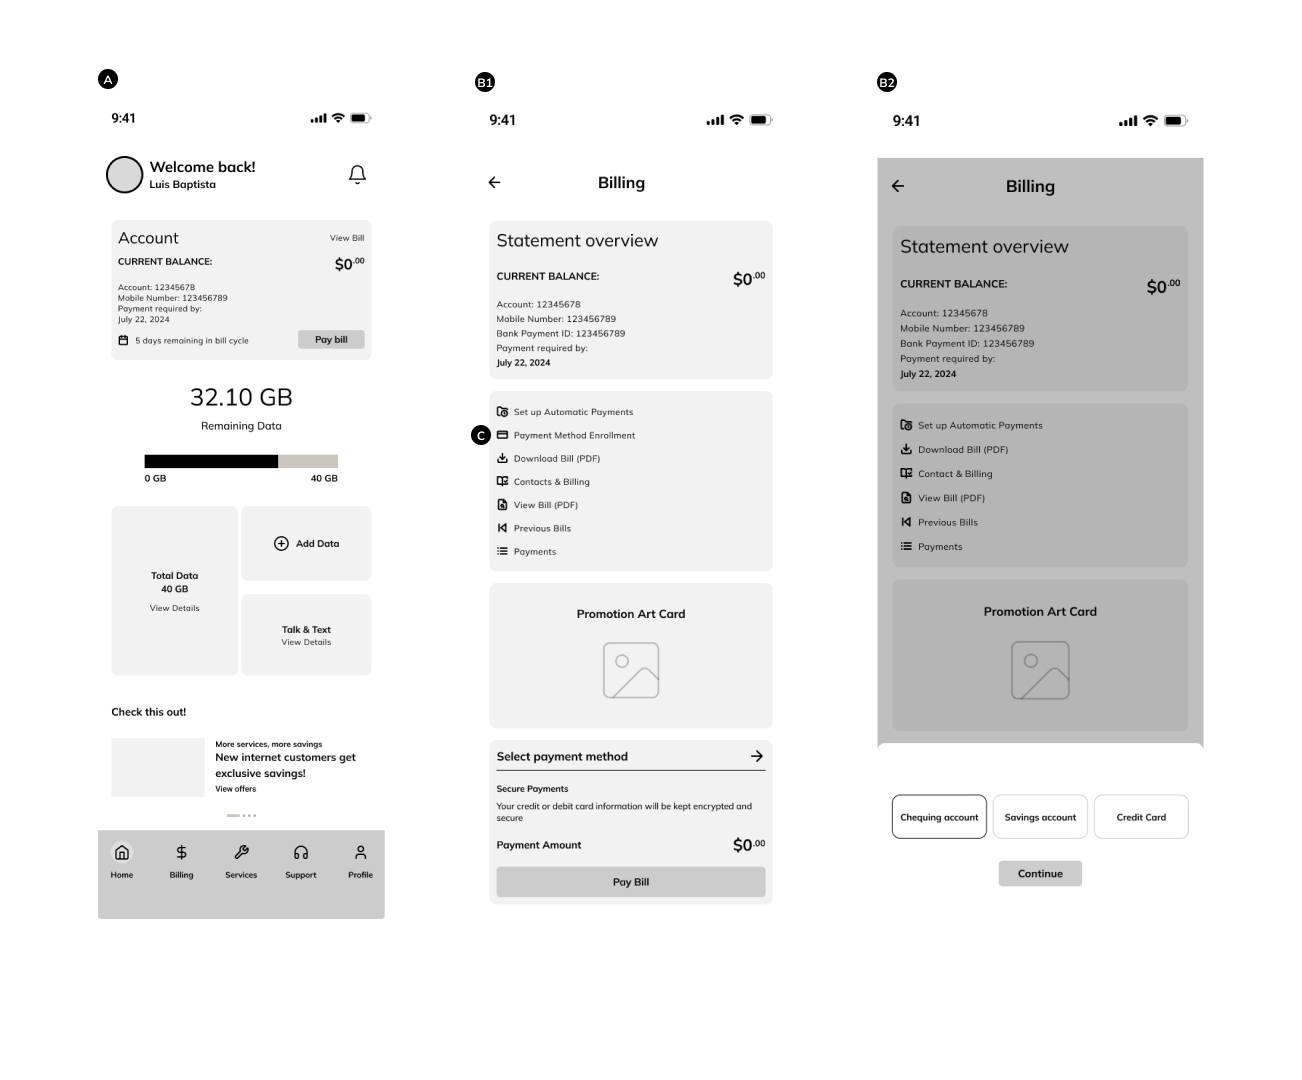 A
9:41
Welcome back!
Luis Baptista
Account
View Bill
CURRENT BALANCE:
$0.00
Account: 12345678
Mobile Number: 123456789
Payment required by:
July 22, 2024
5 days remaining in bill cycle
Pay bill
32.10 GB
Remaining Data
0 GB
40 GB
Total Data
40 GB
View Details
Add Data
Talk & Text
View Details
Check this out!
More services, more savings
New internet customers get
exclusive savings!
View offers
Home
Billing
Services
Support
Profile
B1
9:41
Billing
Statement overview
CURRENT BALANCE:
$0.00
Account: 12345678
Mobile Number: 123456789
Bank Payment ID: 123456789
Payment required by:
July 22, 2024
Set up Automatic Payments
C
Payment Method Enrollment
Download Bill (PDF)
Contacts & Billing
View Bill (PDF)
Previous Bills
Payments
Promotion Art Card
Select payment method
Secure Payments
Your credit or debit card information will be kept encrypted and
secure
Payment Amount
$0.00
Pay Bill
B2
9:41
Billing
Statement overview
CURRENT BALANCE:
$0.00
Account: 12345678
Mobile Number: 123456789
Bank Payment ID: 123456789
Payment required by:
July 22, 2024
Set up Automatic Payments
Download Bill (PDF)
Contact & Billing
View Bill (PDF)
Previous Bills
Payments
Promotion Art Card
Chequing account
Savings account
Credit Card
Continue